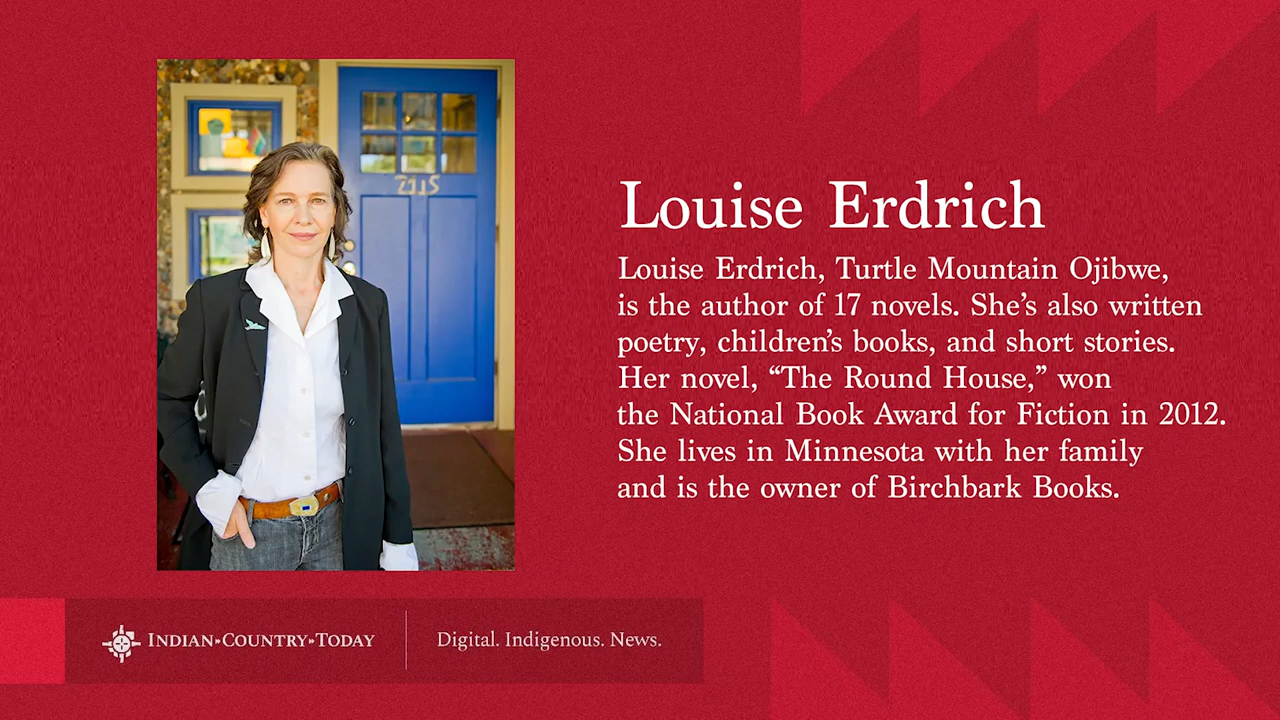 2115
Louise Erdrich
Louise Erdrich, Turtle Mountain Ojibwe,
is the author of 17 novels. She’s also written
poetry, children’s books, and short stories.
Her novel, “The Round House,” won
the National Book Award for Fiction in 2012.
She lives in Minnesota with her family
and is the owner of Birchbark Books.
INDIAN▸COUNTRY▸TODAY
Digital. Indigenous. News.